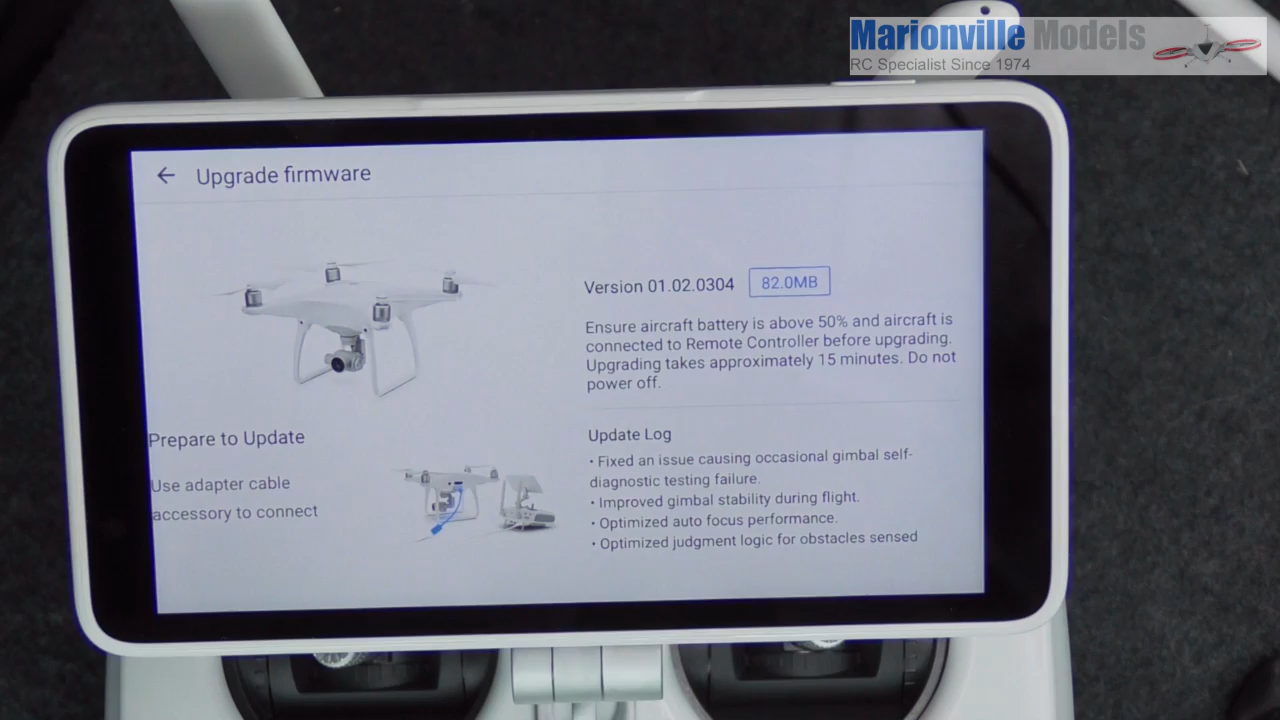 Marionville Models
RC Specialist Since 1974
← Upgrade firmware
Version 01.02.0304 82.0MB
Ensure aircraft battery is above 50% and aircraft is
connected to Remote Controller before upgrading.
Upgrading takes approximately 15 minutes. Do not
power off.
Prepare to Update
Use adapter cable
accessory to connect
Update Log
• Fixed an issue causing occasional gimbal self-
diagnostic testing failure.
• Improved gimbal stability during flight.
• Optimized auto focus performance.
• Optimized judgment logic for obstacles sensed